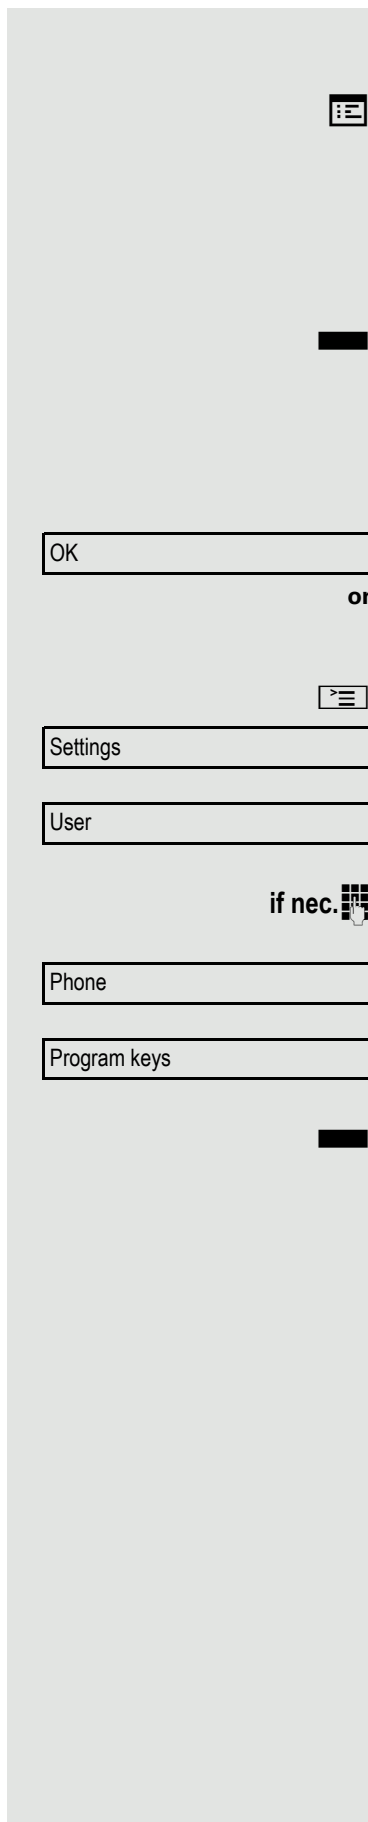 OK
or
Settings
User
if nec.
Phone
Program keys